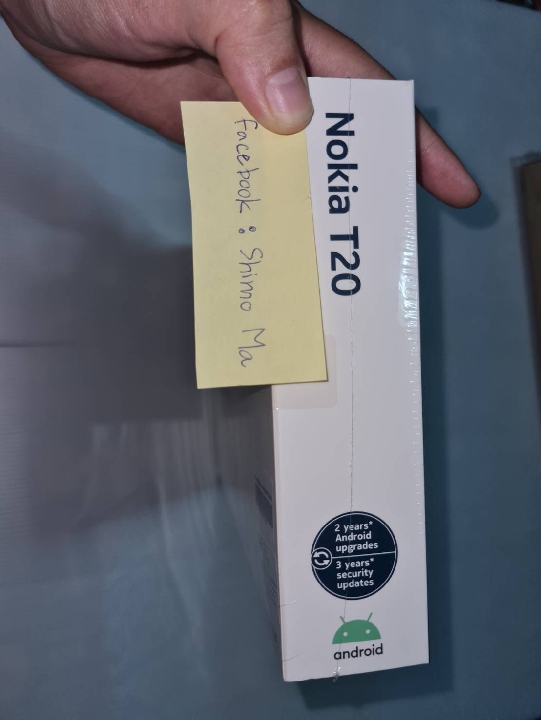 facebook : Shimo Ma
Nokia T20
2 years*
Android
upgrades
3 years*
security
updates
android